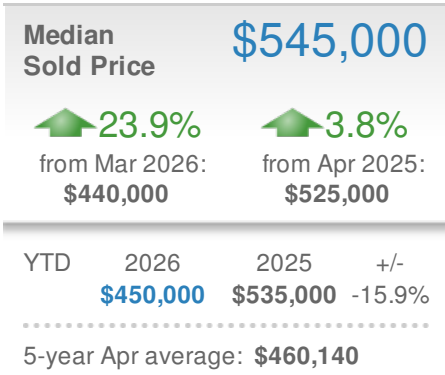 Median
Sold Price
$545,000
23.9%
from Mar 2026:
$440,000
3.8%
from Apr 2025:
$525,000
YTD 2026 2025 +/-
$450,000 $535,000 -15.9%
5-year Apr average: $460,140